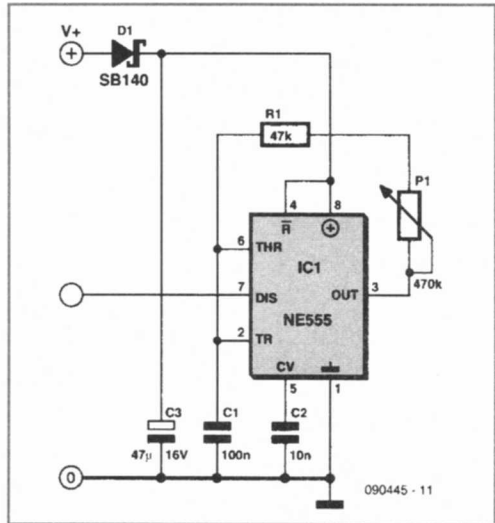 V+
D1
SB140
R1
47k
P1
470k
4
8
R
6
THR
IC1
7
DIS
OUT
3
NE555
2
TR
CV
5
1
C3
C1
C2
47µ
16V
100n
10n
0
090445 - 11